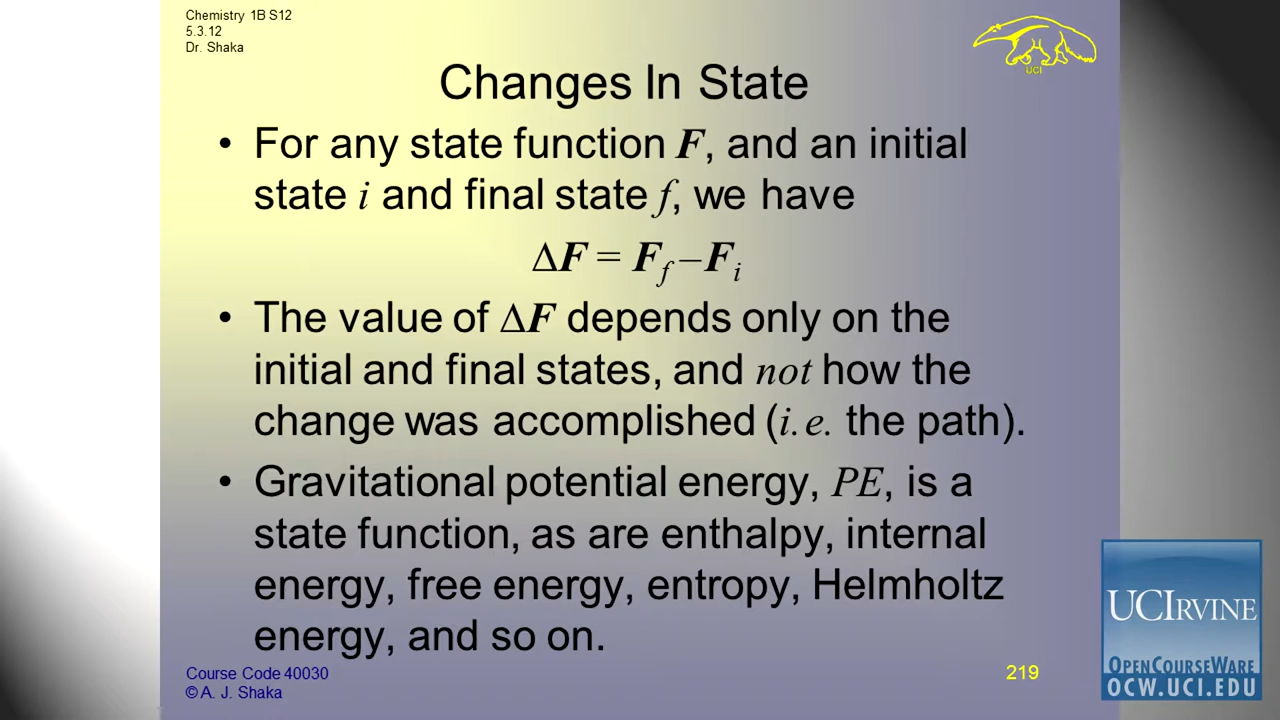 Chemistry 1B S12
5.3.12
Dr. Shaka
UCI
Changes In State
• For any state function F, and an initial
state i and final state f, we have
ΔF = Ff – Fi
• The value of ΔF depends only on the
initial and final states, and not how the
change was accomplished (i.e. the path).
• Gravitational potential energy, PE, is a
state function, as are enthalpy, internal
energy, free energy, entropy, Helmholtz
energy, and so on.
Course Code 40030
© A. J. Shaka
219
UCIRVINE
OPENCOURSEWARE
OCW.UCI.EDU